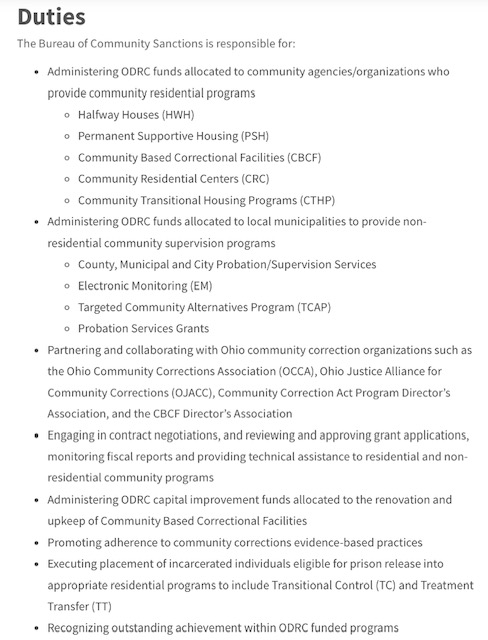 Duties
The Bureau of Community Sanctions is responsible for:
• Administering ODRC funds allocated to community agencies/organizations who
provide community residential programs
◦ Halfway Houses (HWH)
◦ Permanent Supportive Housing (PSH)
◦ Community Based Correctional Facilities (CBCF)
◦ Community Residential Centers (CRC)
◦ Community Transitional Housing Programs (CTHP)
• Administering ODRC funds allocated to local municipalities to provide non-
residential community supervision programs
◦ County, Municipal and City Probation/Supervision Services
◦ Electronic Monitoring (EM)
◦ Targeted Community Alternatives Program (TCAP)
◦ Probation Services Grants
• Partnering and collaborating with Ohio community correction organizations such as
the Ohio Community Corrections Association (OCCA), Ohio Justice Alliance for
Community Corrections (OJACC), Community Correction Act Program Director's
Association, and the CBCF Director's Association
• Engaging in contract negotiations, and reviewing and approving grant applications,
monitoring fiscal reports and providing technical assistance to residential and non-
residential community programs
• Administering ODRC capital improvement funds allocated to the renovation and
upkeep of Community Based Correctional Facilities
• Promoting adherence to community corrections evidence-based practices
• Executing placement of incarcerated individuals eligible for prison release into
appropriate residential programs to include Transitional Control (TC) and Treatment
Transfer (TT)
• Recognizing outstanding achievement within ODRC funded programs